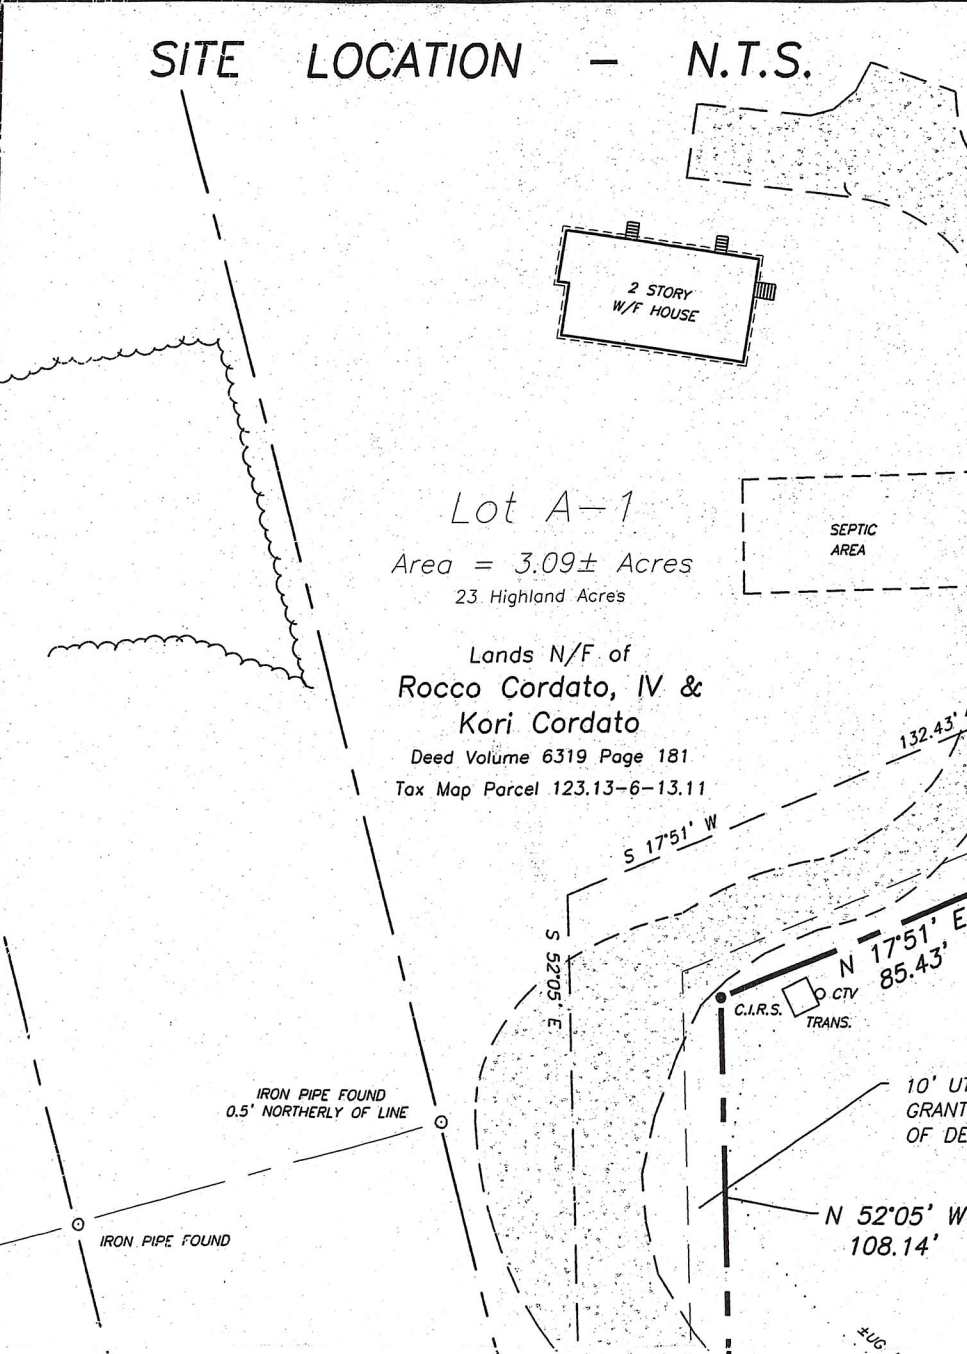 SITE LOCATION - N.T.S.
2 STORY
W/F HOUSE
Lot A-1
Area = 3.09± Acres
23 Highland Acres
SEPTIC
AREA
Lands N/F of
Rocco Cordato, IV &
Kori Cordato
Deed Volume 6319 Page 181
Tax Map Parcel 123.13-6-13.11
132.43'
S 17°51' W
S 52°05' E
N 17°51' E
85.43'
C.I.R.S.
CTV
TRANS.
IRON PIPE FOUND
0.5' NORTHERLY OF LINE
10'
GRANT
OF
N 52°05' W
108.14'
IRON PIPE FOUND
±UG